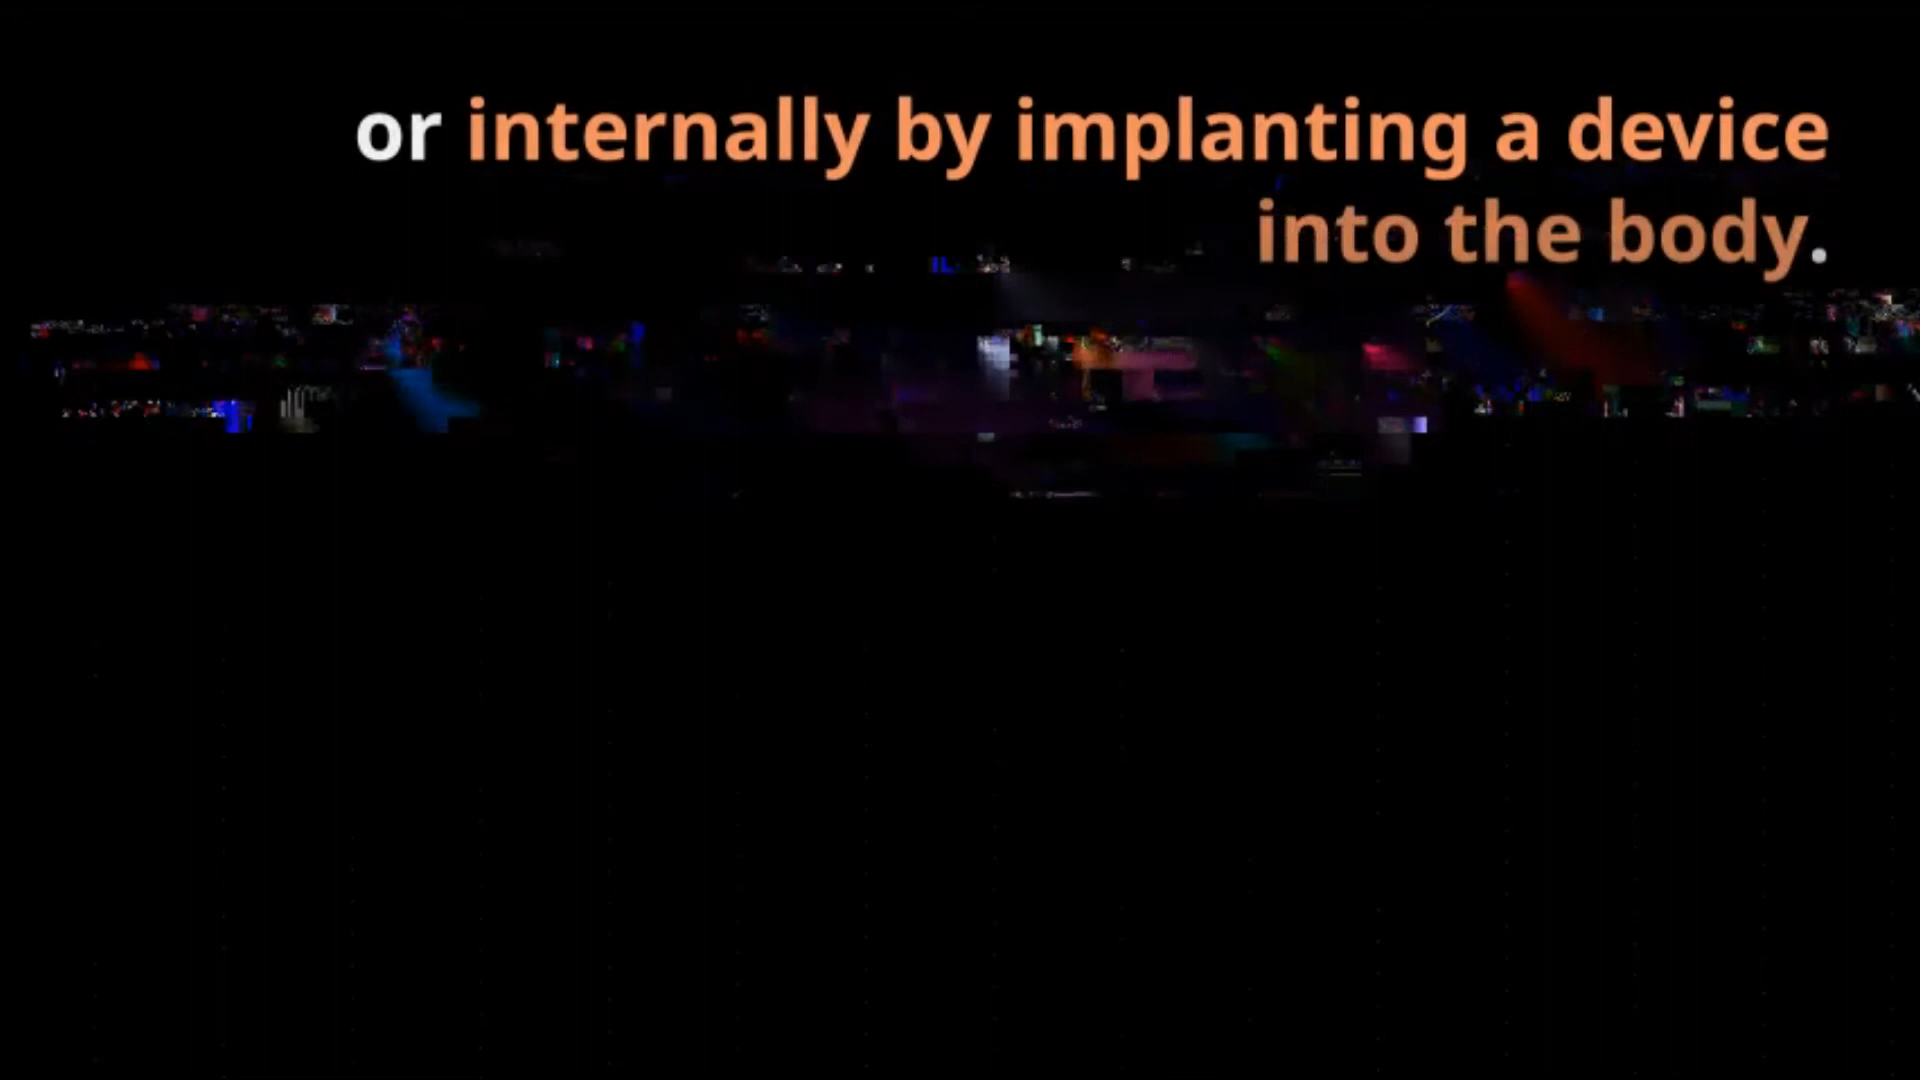 or internally by implanting a device
into the body.